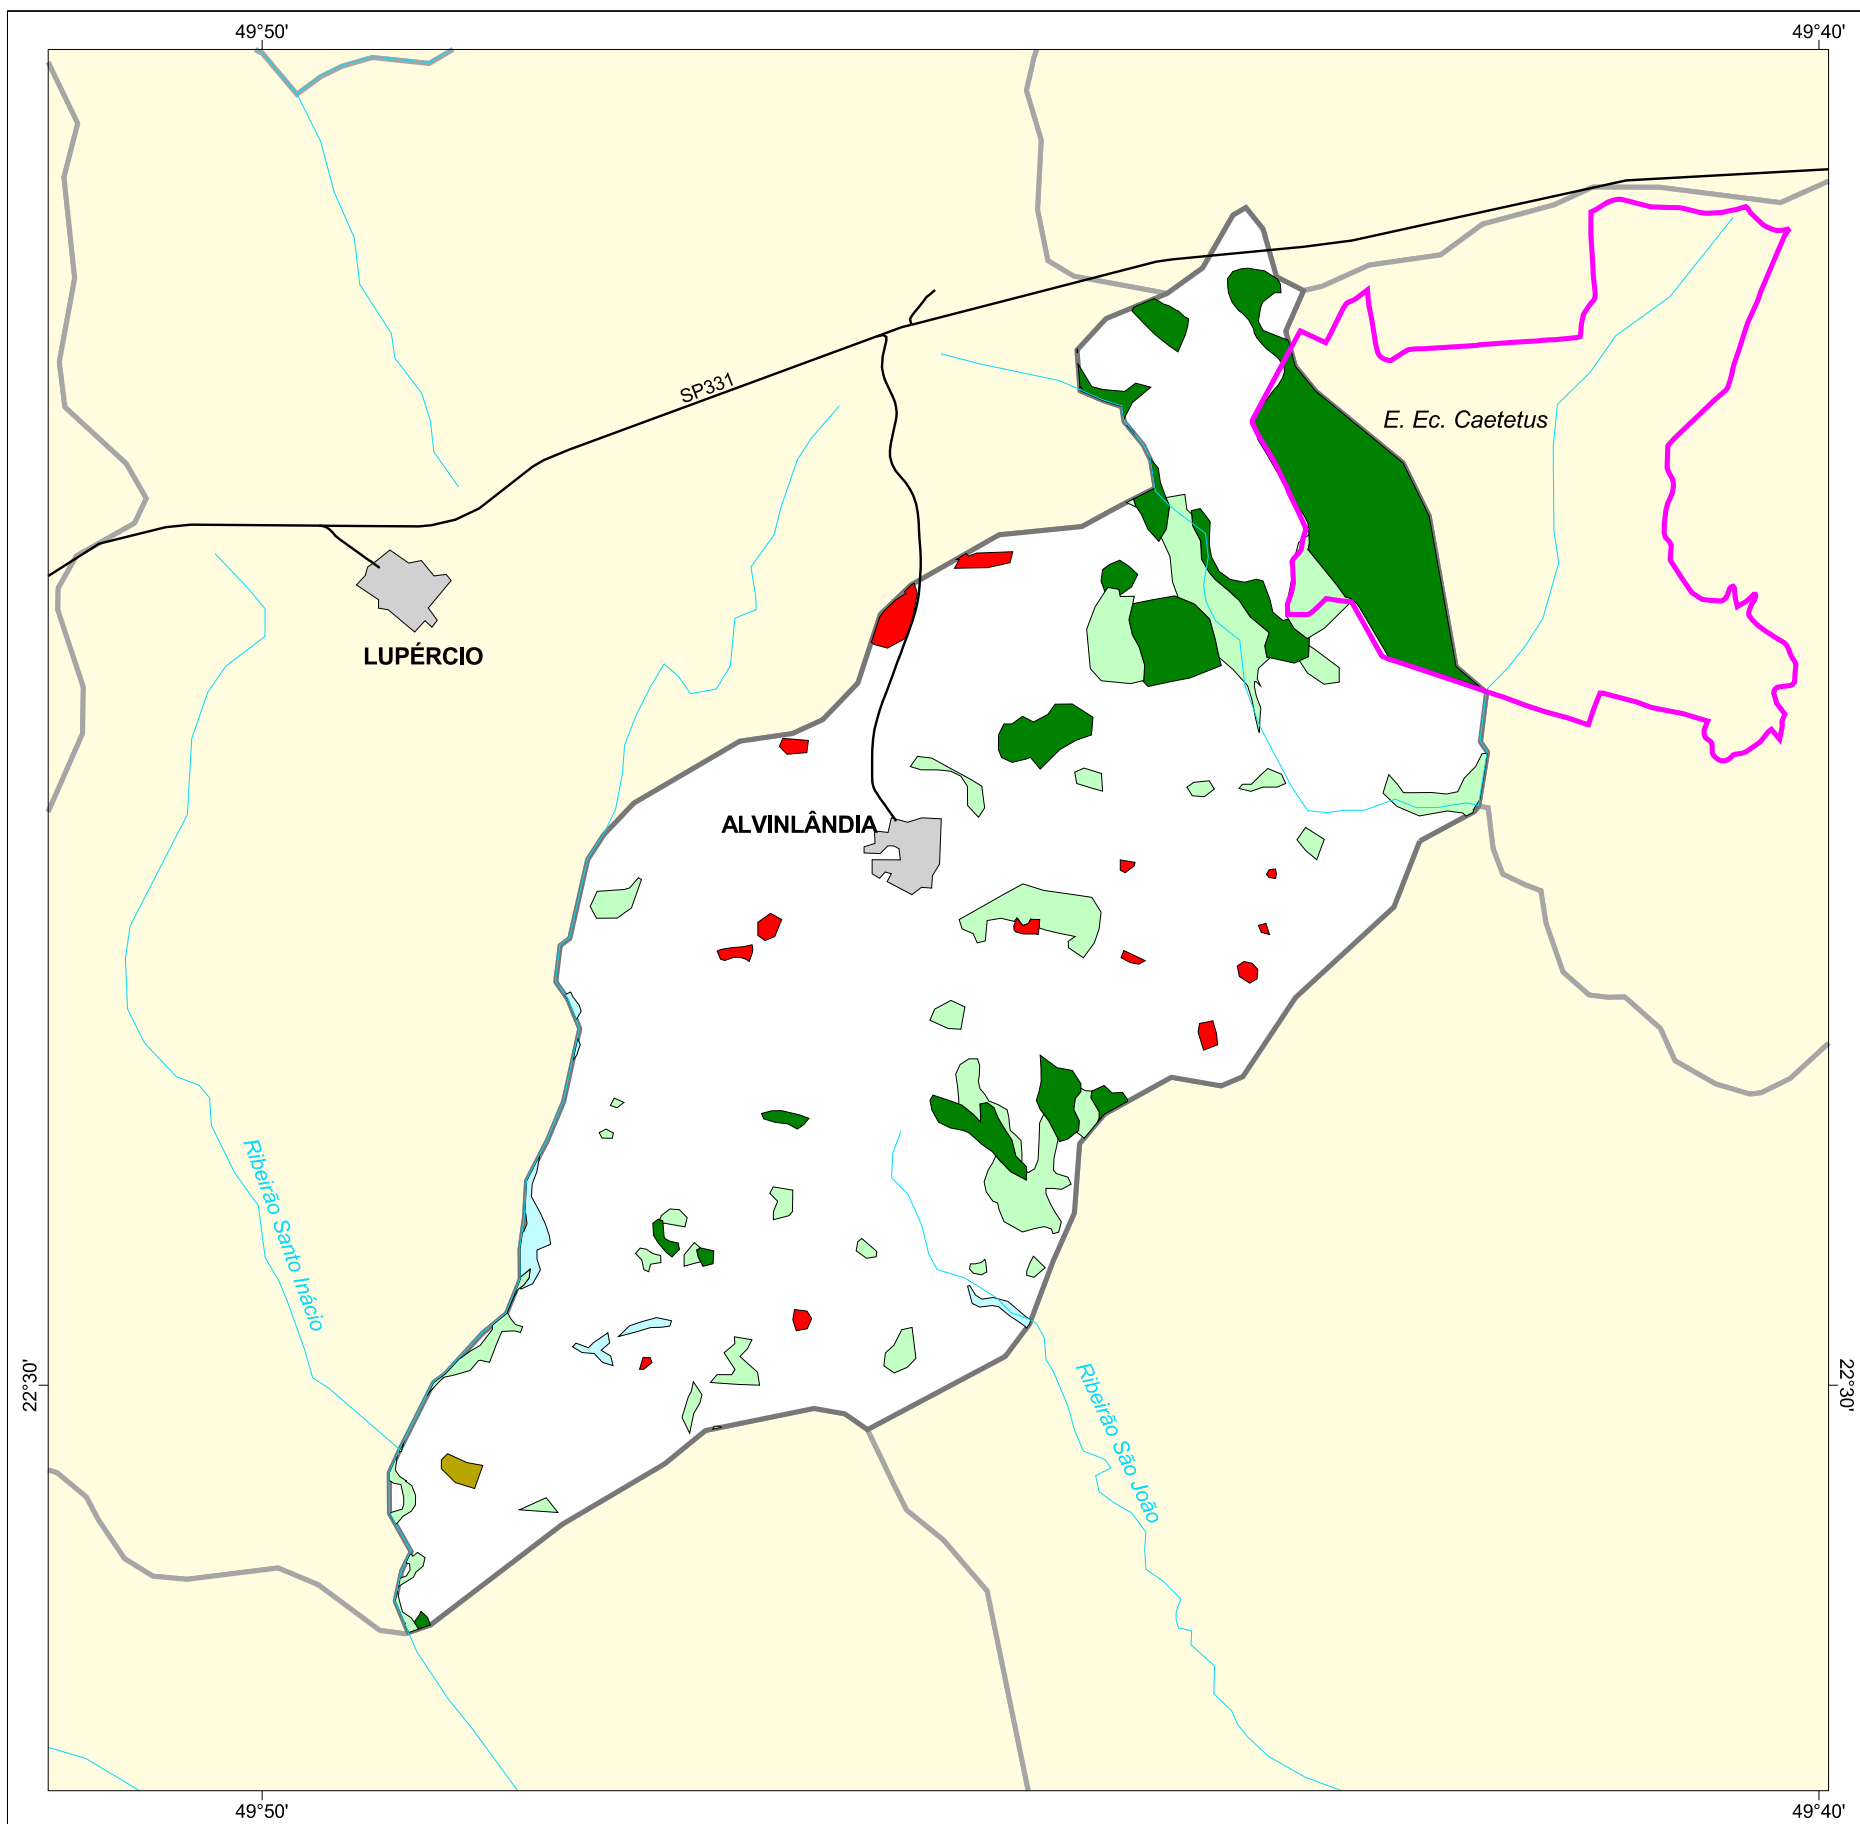 49°50'
49°40'
SP331
E. Ec. Caetetus
LUPÉRCIO
ALVINLÂNDIA
Ribeirão Santo Inácio
22°30'
22°30'
Ribeirão São João
49°50'
49°40'